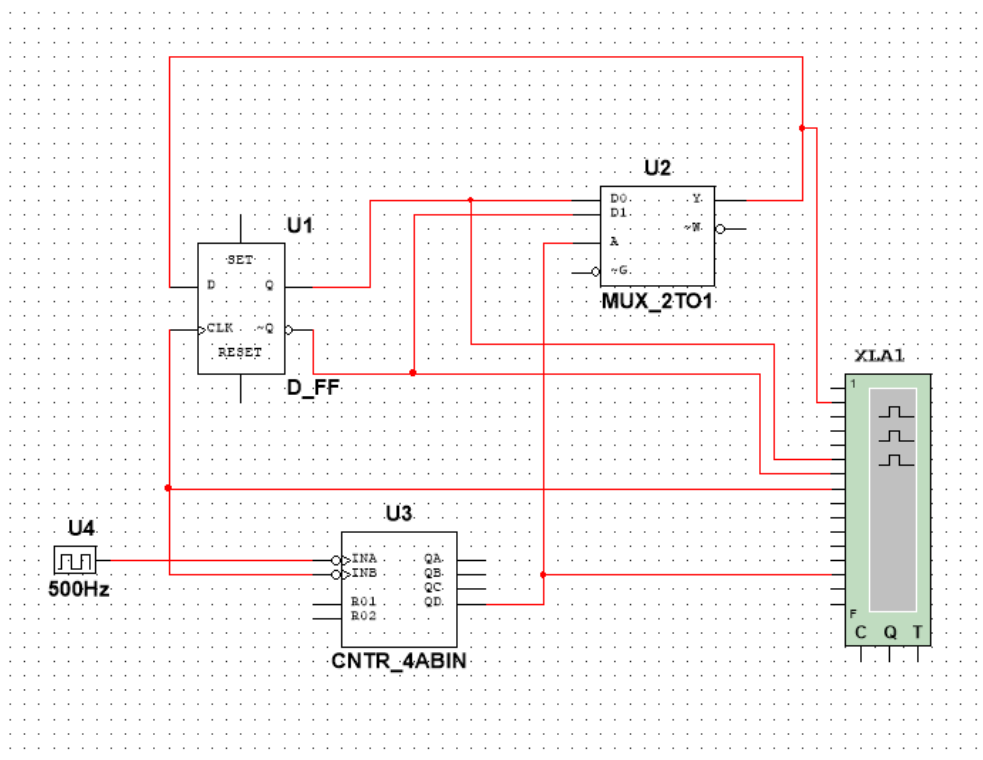 U2
D0 Y
D1
~W
A
~G
MUX_2TO1
U1
SET
D Q
CLK ~Q
RESET
D_FF
XLA1
1
F
C Q T
U4
500Hz
U3
INA QA
INB QB
QC
R01 QD
R02
CNTR_4ABIN